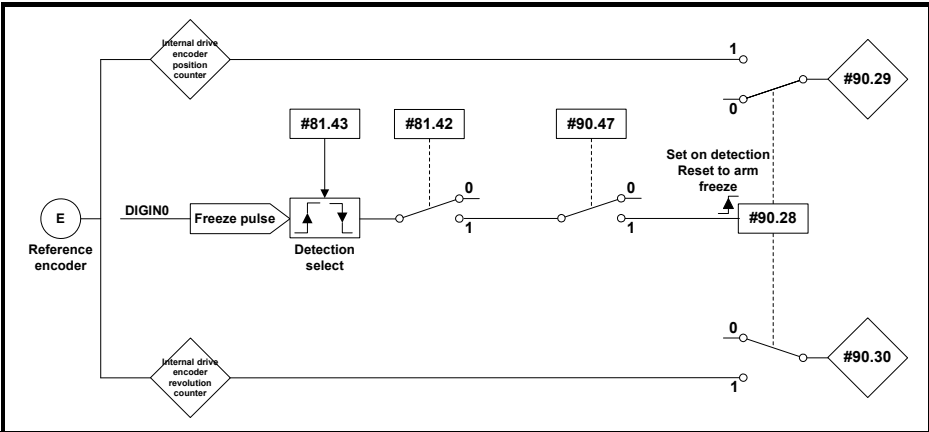 Internal drive
encoder
position
counter
1
0
#90.29
#81.43
#81.42
#90.47
Set on detection
Reset to arm
freeze
0
0
E
DIGIN0
Freeze pulse
1
1
#90.28
Reference
encoder
Detection
select
0
1
#90.30
Internal drive
encoder
revolution
counter